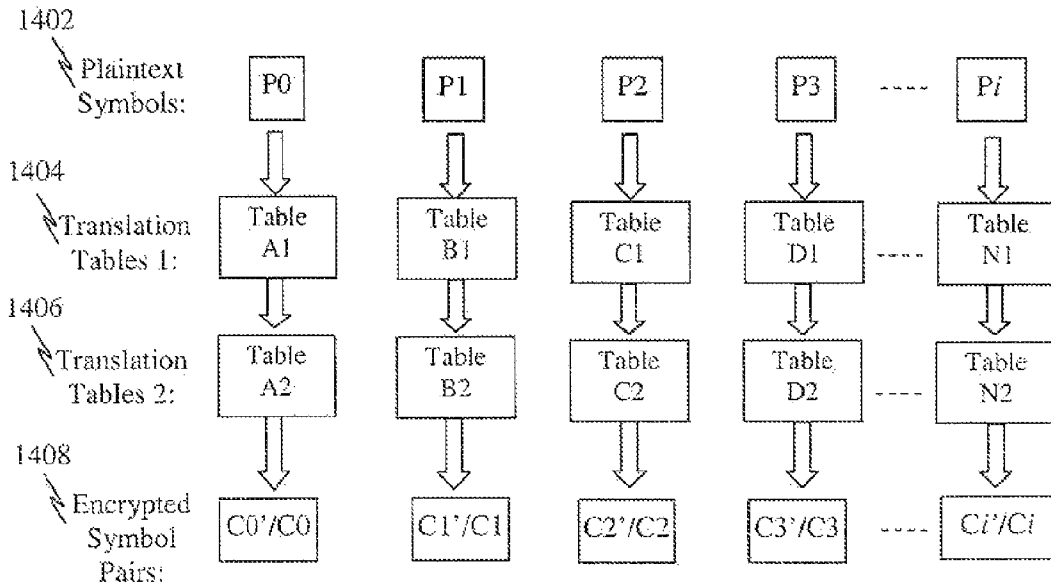 1402
Plaintext
Symbols:
P0 P1 P2 P3 ---- Pi
1404
Translation
Tables 1:
Table
A1
Table
B1
Table
C1
Table
D1
----
Table
N1
1406
Translation
Tables 2:
Table
A2
Table
B2
Table
C2
Table
D2
----
Table
N2
1408
Encrypted
Symbol
Pairs:
C0’/C0 C1’/C1 C2’/C2 C3’/C3 ---- Ci’/Ci